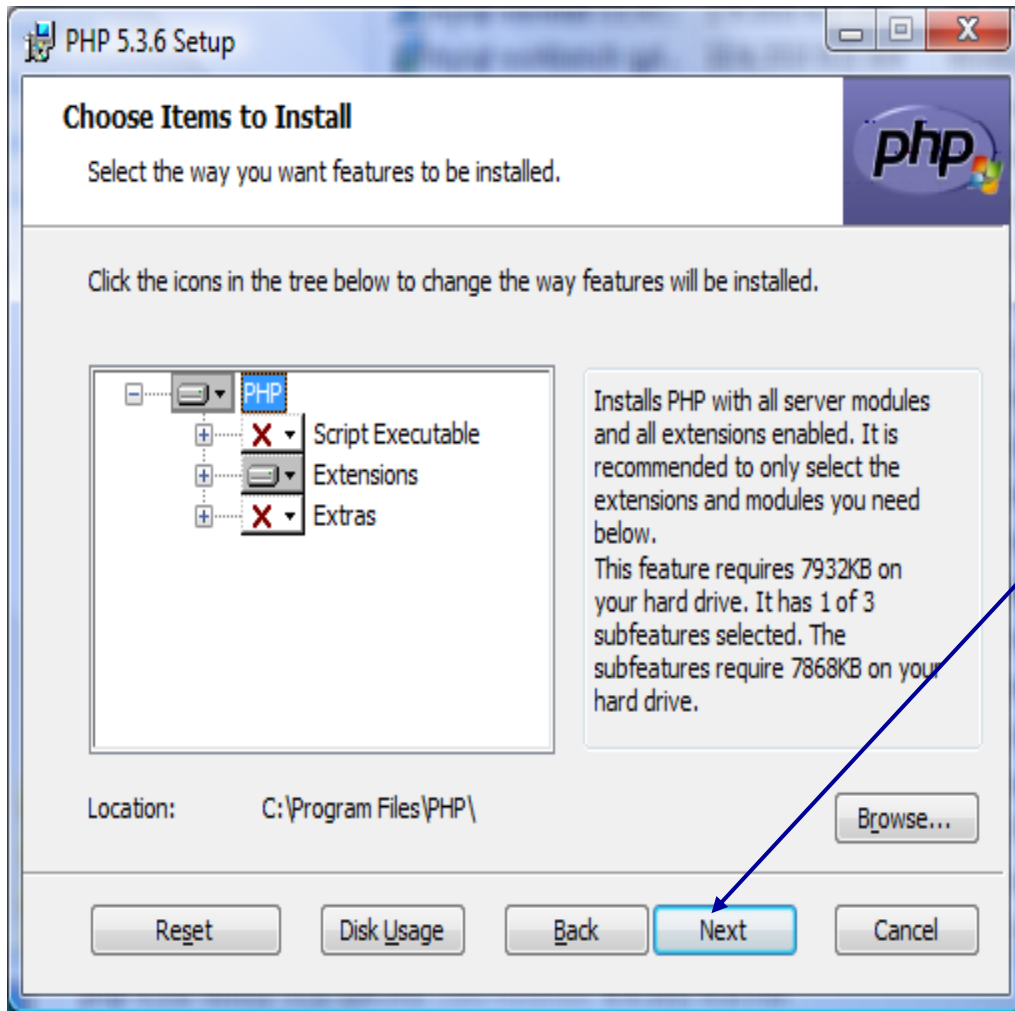 PHP 5.3.6 Setup
Choose Items to Install
Select the way you want features to be installed.
php
Click the icons in the tree below to change the way features will be installed.
PHP
Script Executable
Extensions
Extras
Installs PHP with all server modules
and all extensions enabled. It is
recommended to only select the
extensions and modules you need
below.
This feature requires 7932KB on
your hard drive. It has 1 of 3
subfeatures selected. The
subfeatures require 7868KB on your
hard drive.
Location: C:\Program Files\PHP\
Browse...
Reset Disk Usage Back Next Cancel